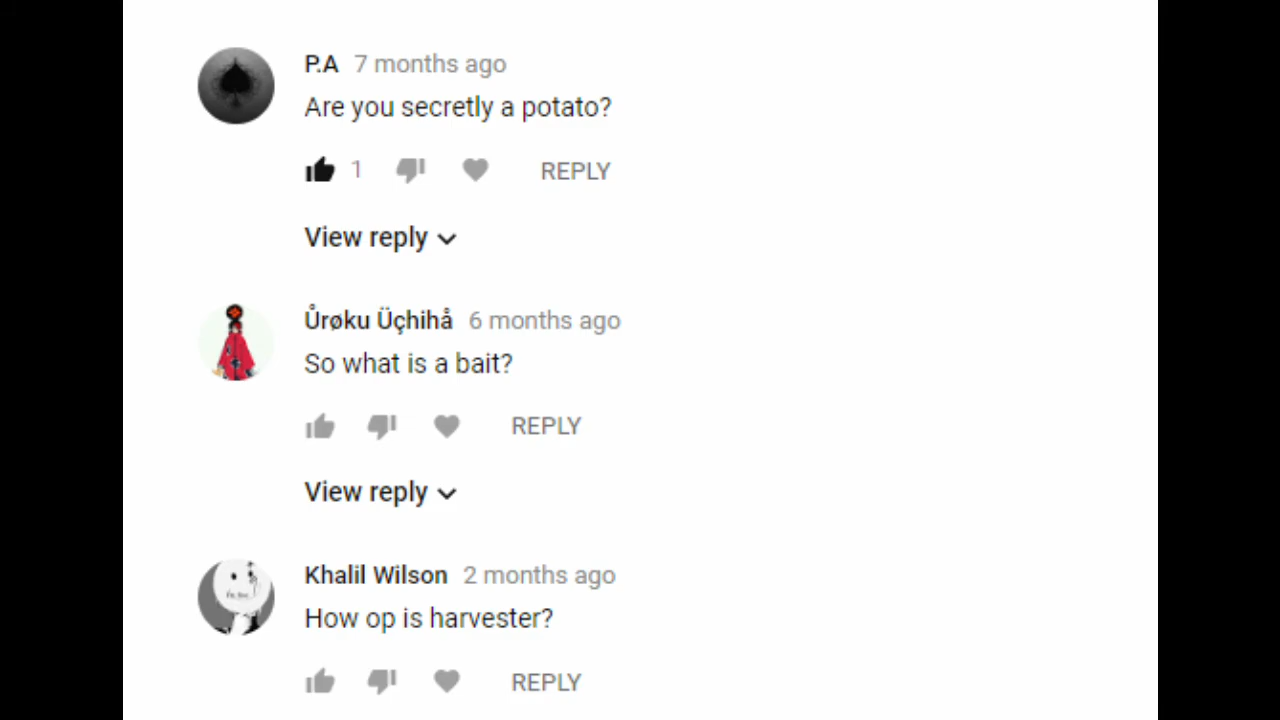 P.A 7 months ago
Are you secretly a potato?
1 REPLY
View reply
Ůrøku Üçhihå 6 months ago
So what is a bait?
REPLY
View reply
Khalil Wilson 2 months ago
How op is harvester?
REPLY